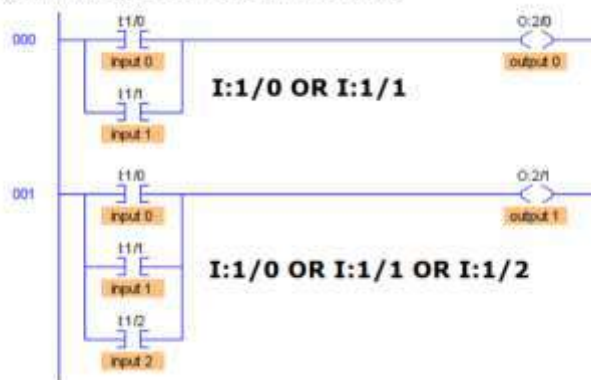 I:1/0 O:2/0
000
input 0 output 0
I:1/0 OR I:1/1
I:1/1
input 1
I:1/0 O:2/1
001
input 0 output 1
I:1/1
I:1/0 OR I:1/1 OR I:1/2
input 1
I:1/2
input 2